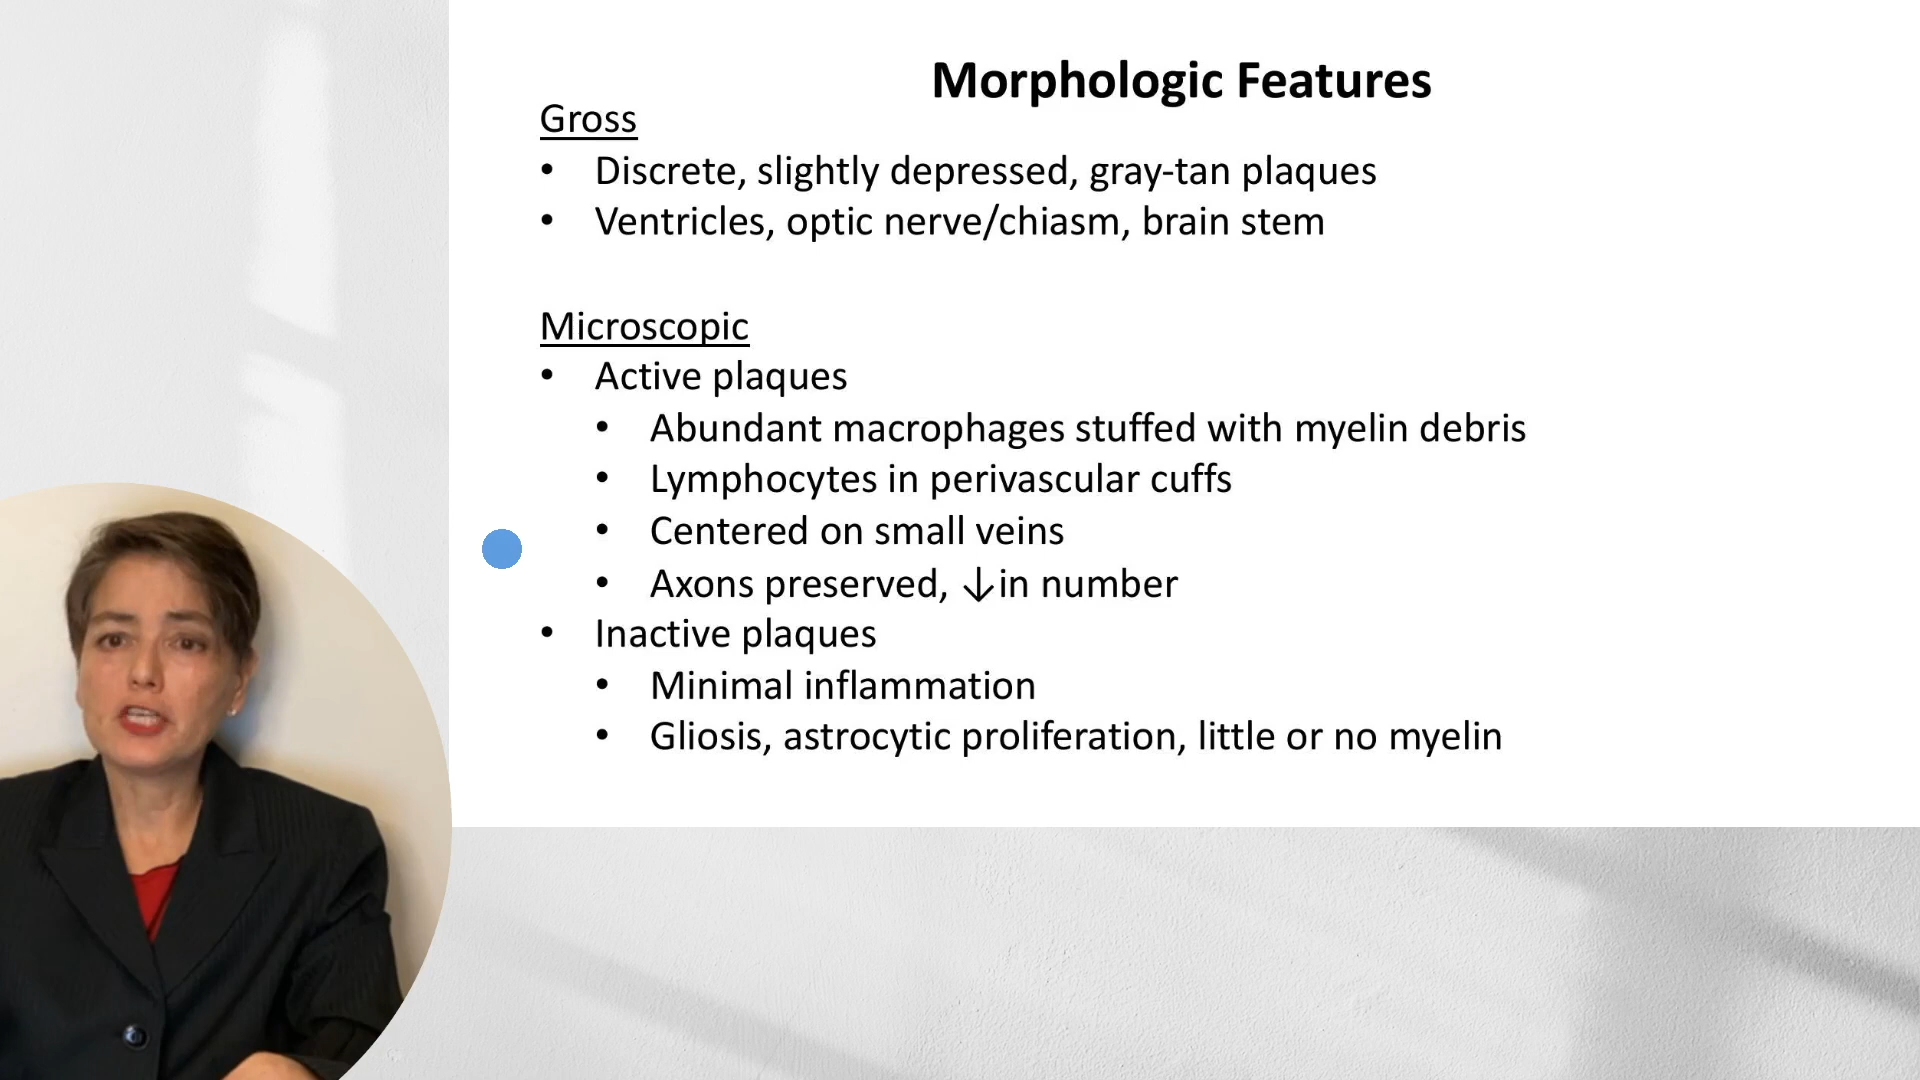 Morphologic Features
Gross
• Discrete, slightly depressed, gray-tan plaques
• Ventricles, optic nerve/chiasm, brain stem
Microscopic
• Active plaques
• Abundant macrophages stuffed with myelin debris
• Lymphocytes in perivascular cuffs
• Centered on small veins
• Axons preserved, ↓in number
• Inactive plaques
• Minimal inflammation
• Gliosis, astrocytic proliferation, little or no myelin